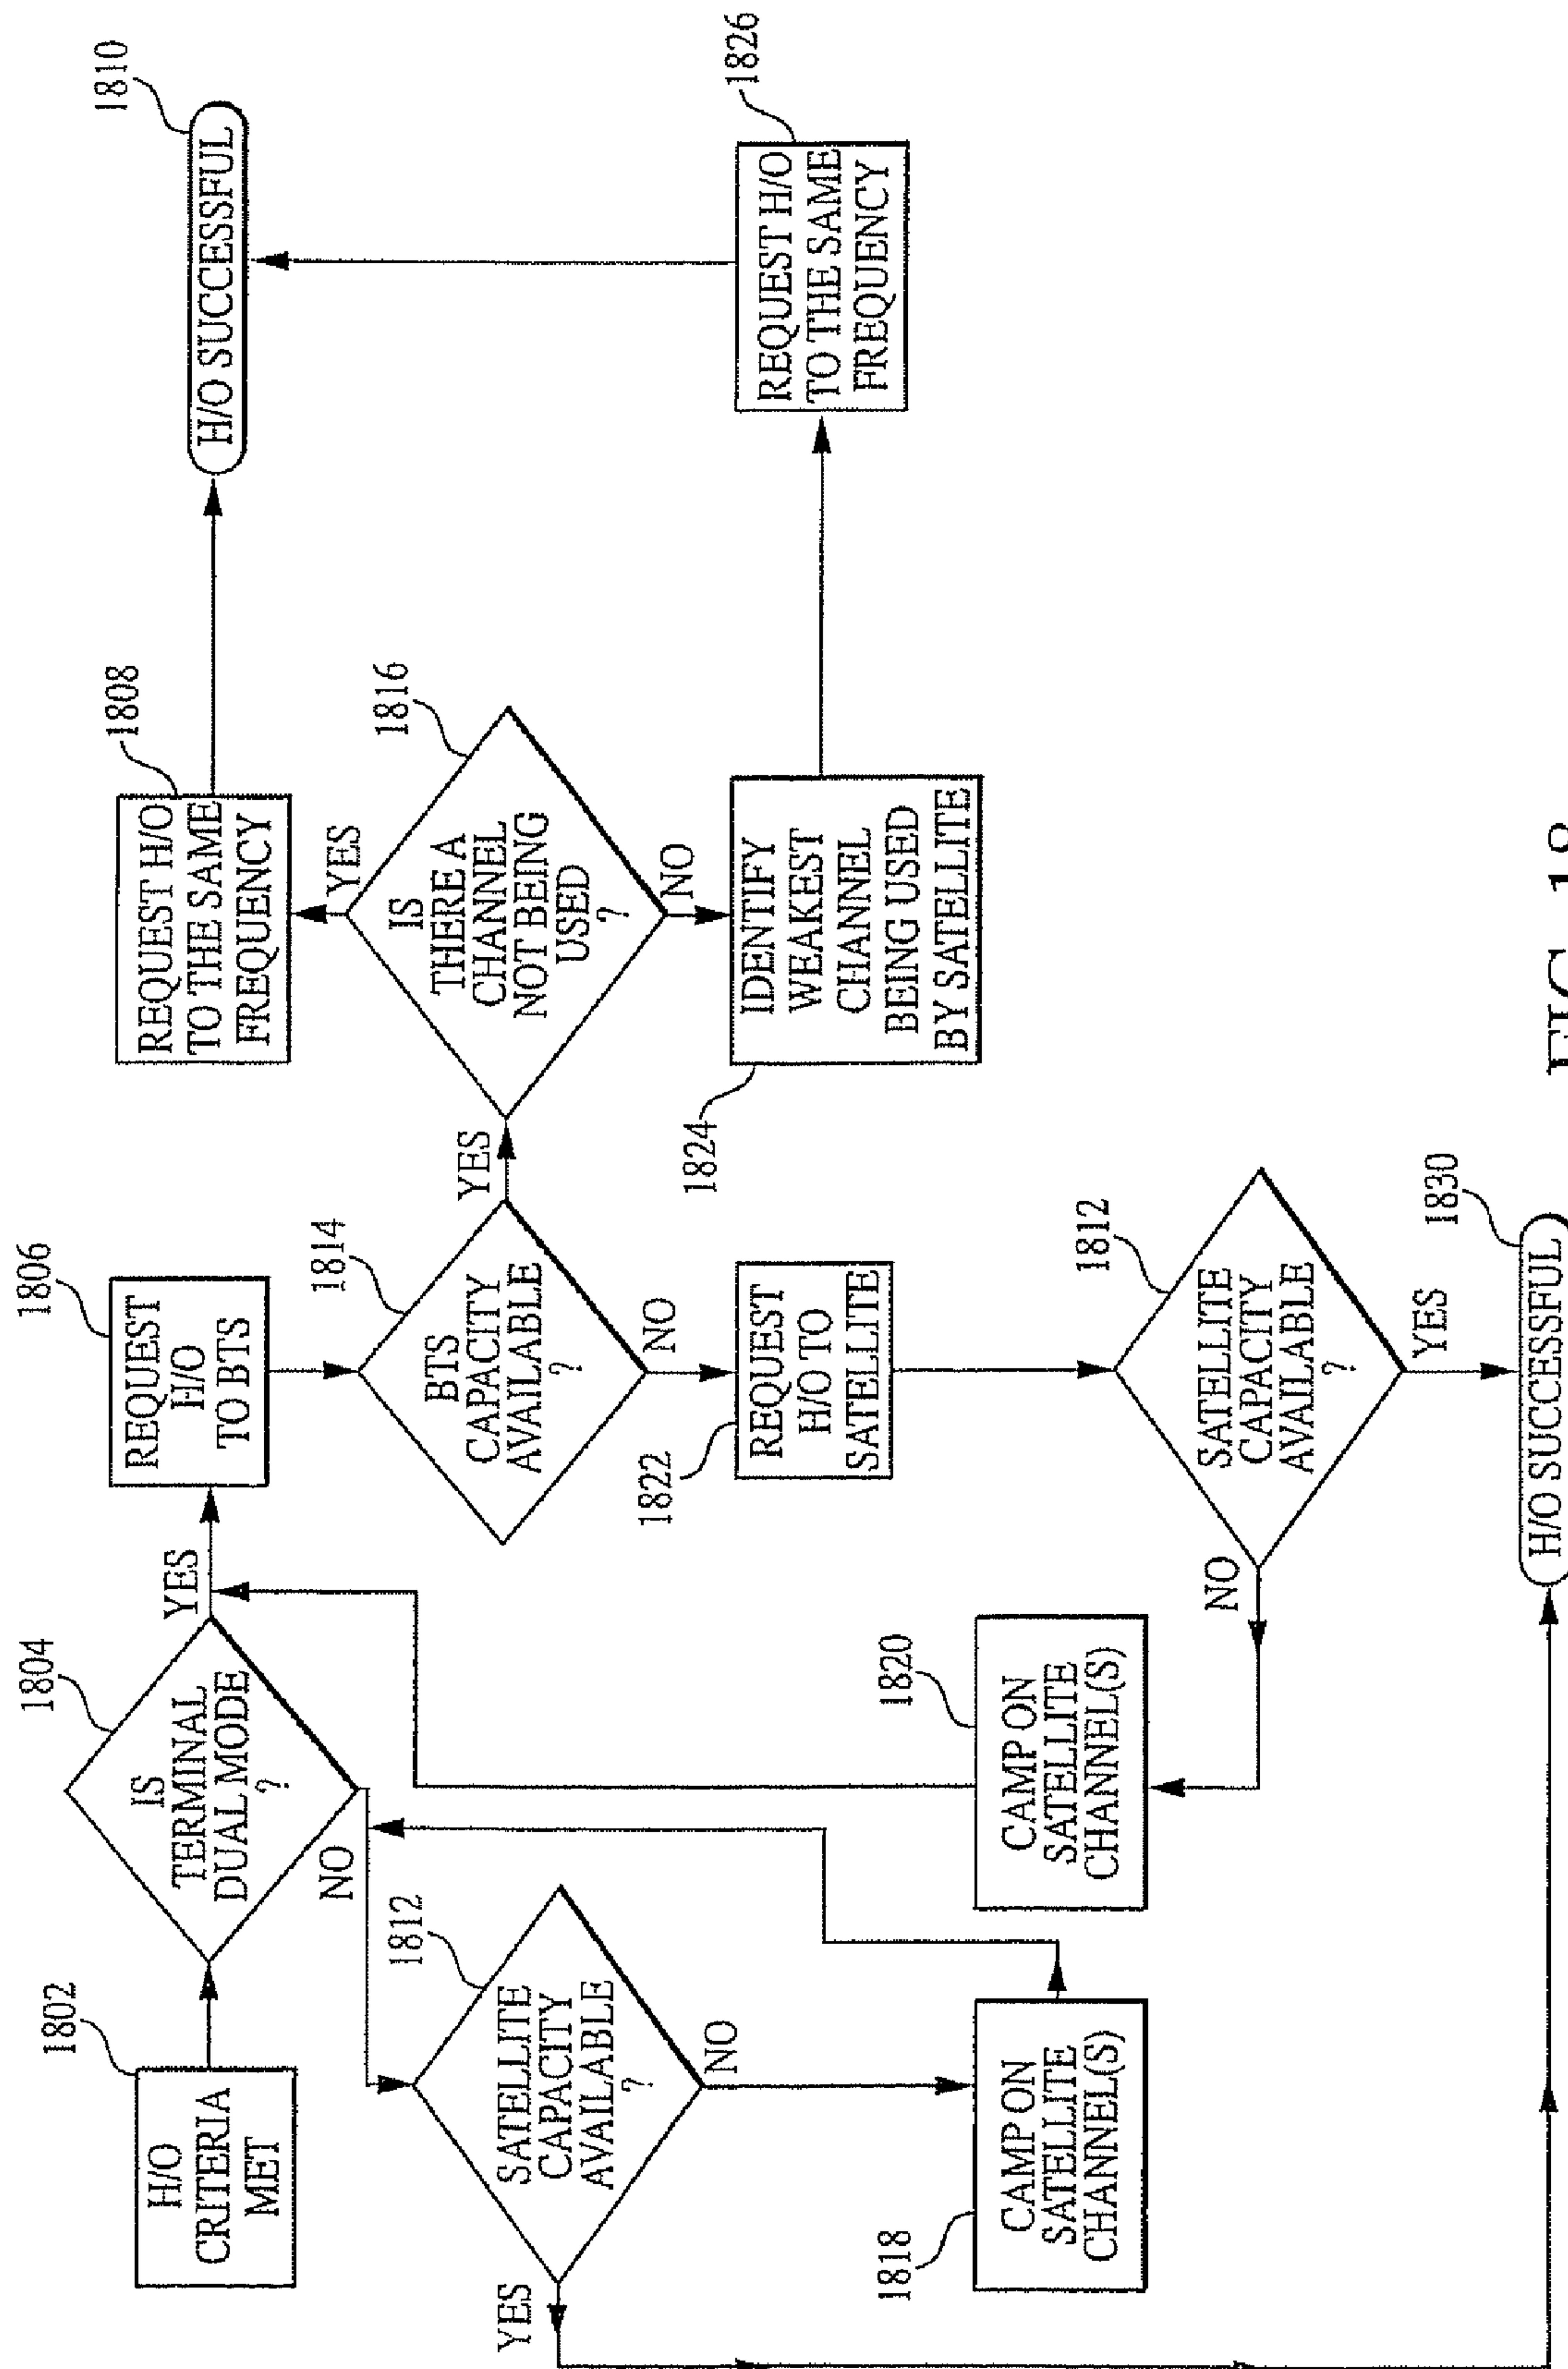 1802
H/O
CRITERIA
MET
1804
IS
TERMINAL
DUAL MODE
?
YES
NO
1806
REQUEST
H/O
TO BTS
1808
REQUEST H/O
TO THE SAME
FREQUENCY
1810
H/O SUCCESSFUL
1812
SATELLITE
CAPACITY
AVAILABLE
?
YES
NO
1814
BTS
CAPACITY
AVAILABLE
?
YES
NO
1816
IS
THERE A
CHANNEL
NOT BEING
USED
?
YES
NO
1818
CAMP ON
SATELLITE
CHANNEL(S)
1820
CAMP ON
SATELLITE
CHANNEL(S)
1822
REQUEST
H/O TO
SATELLITE
1824
IDENTIFY
WEAKEST
CHANNEL
BEING USED
BY SATELLITE
1826
REQUEST H/O
TO THE SAME
FREQUENCY
1812
SATELLITE
CAPACITY
AVAILABLE
?
NO
YES
1830
H/O SUCCESSFUL
FIG. 18